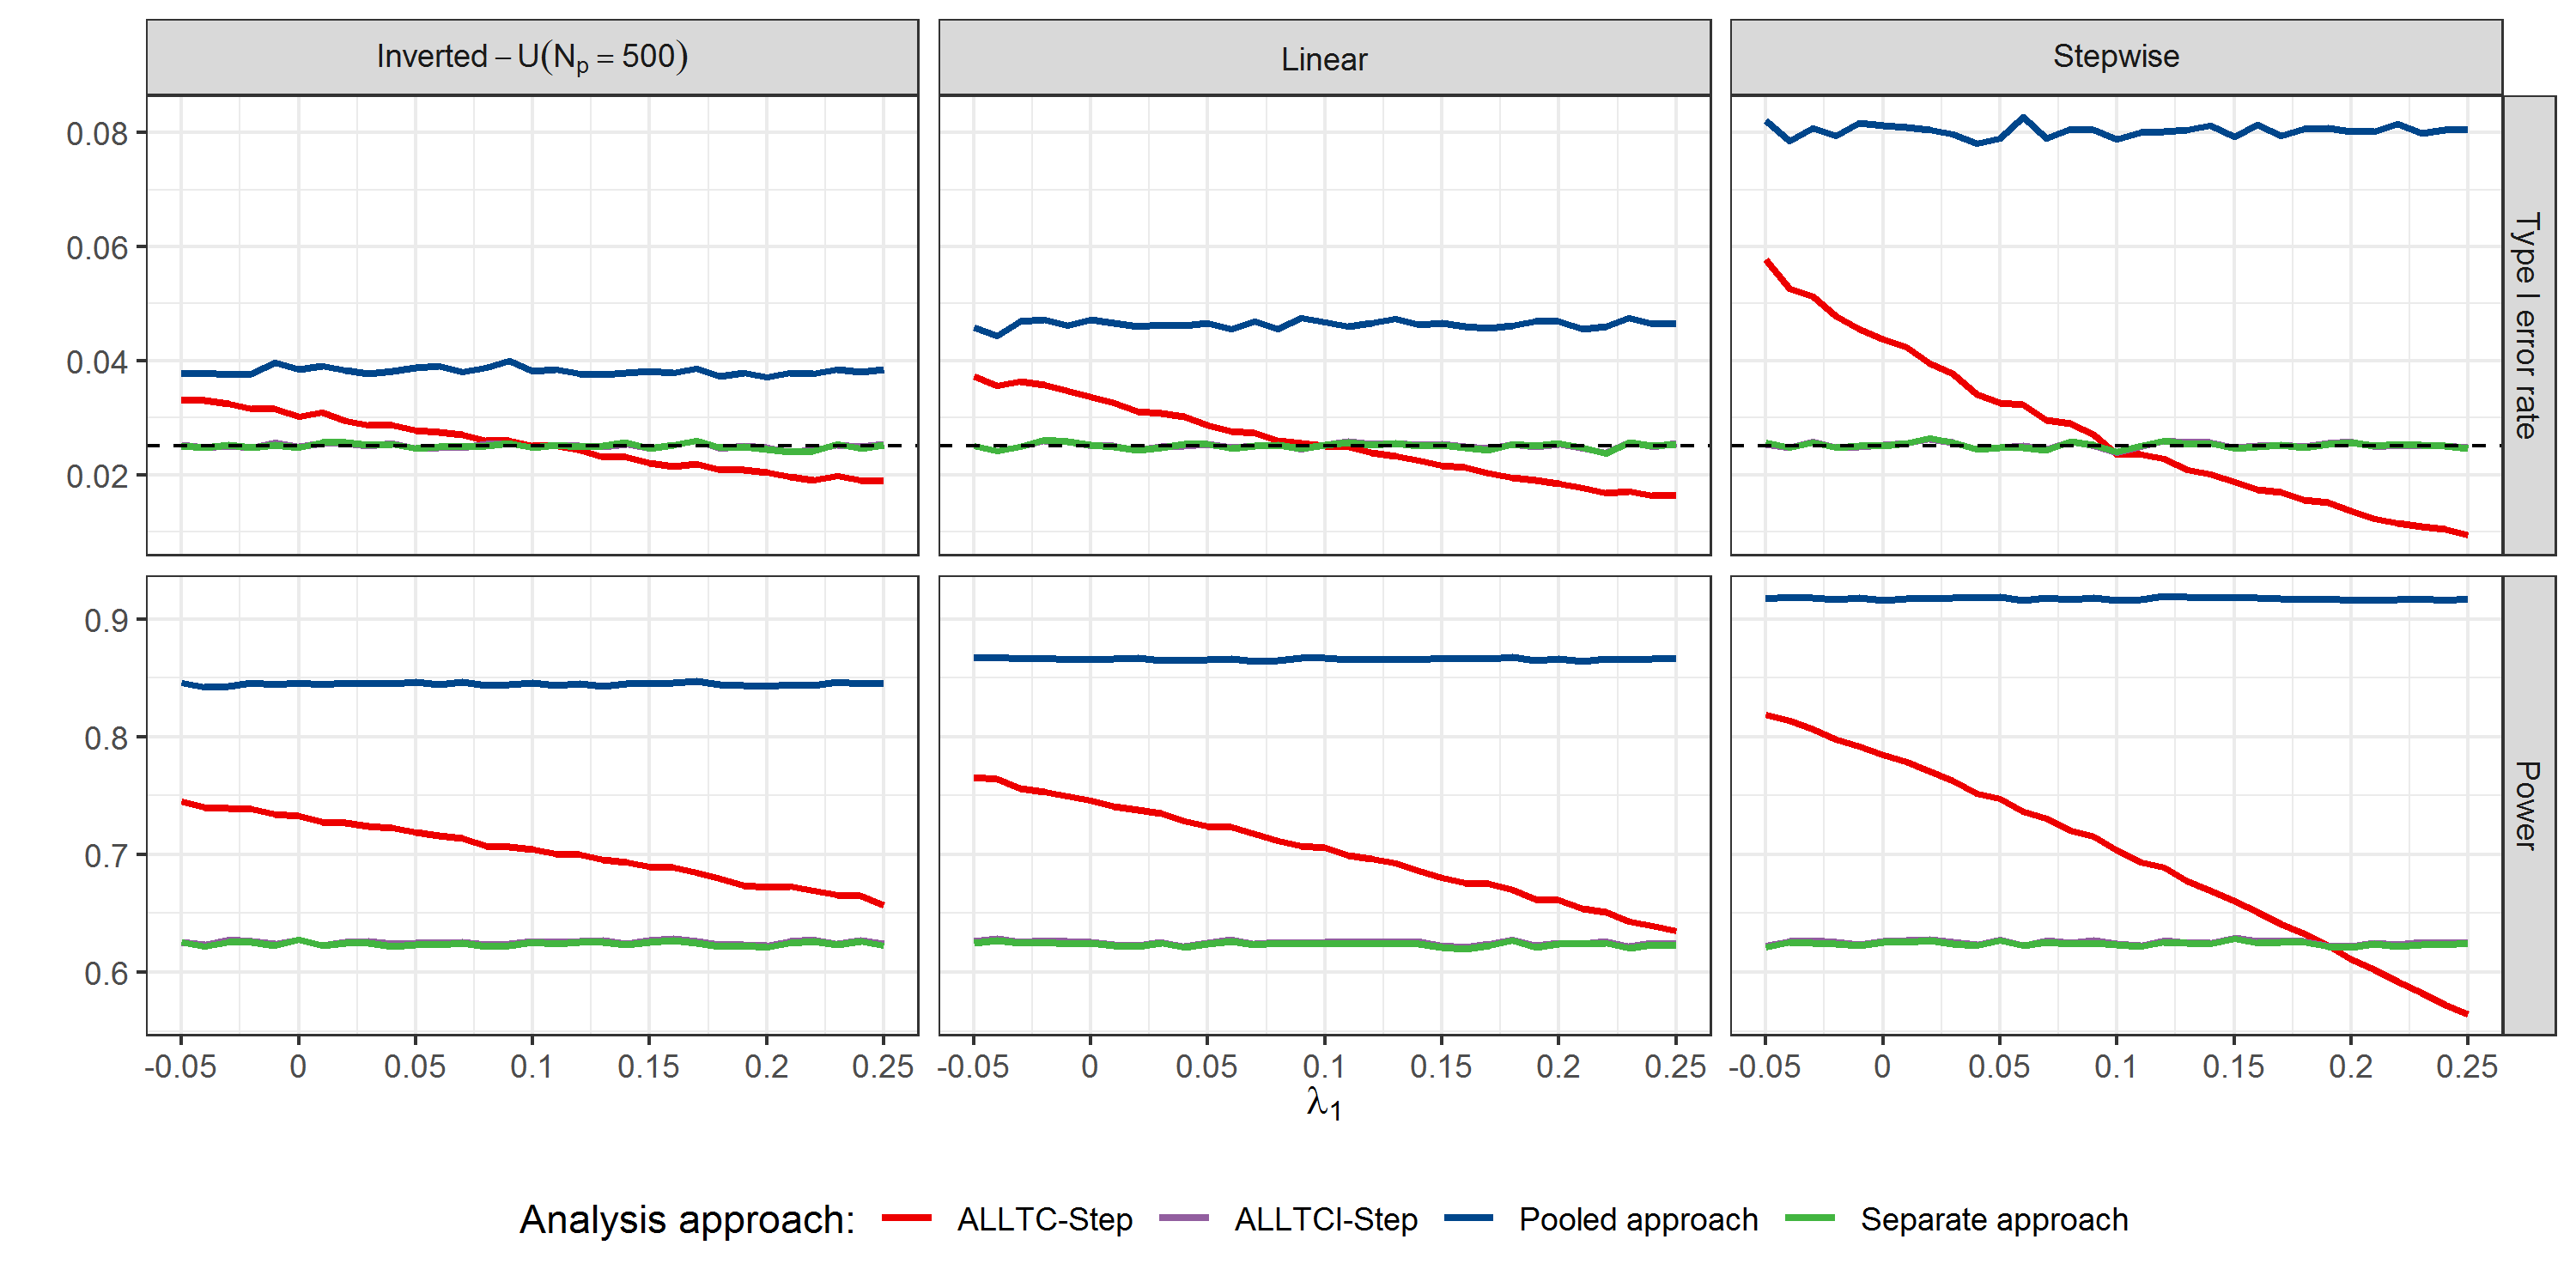 Inverted – U(Nₚ = 500)
Linear
Stepwise
0.08
0.06
0.04
0.02
Type I error rate
0.9
0.8
0.7
0.6
Power
-0.05 0 0.05 0.1 0.15 0.2 0.25
-0.05 0 0.05 0.1 0.15 0.2 0.25
-0.05 0 0.05 0.1 0.15 0.2 0.25
λ₁
Analysis approach: ALLTC-Step ALLTCI-Step Pooled approach Separate approach